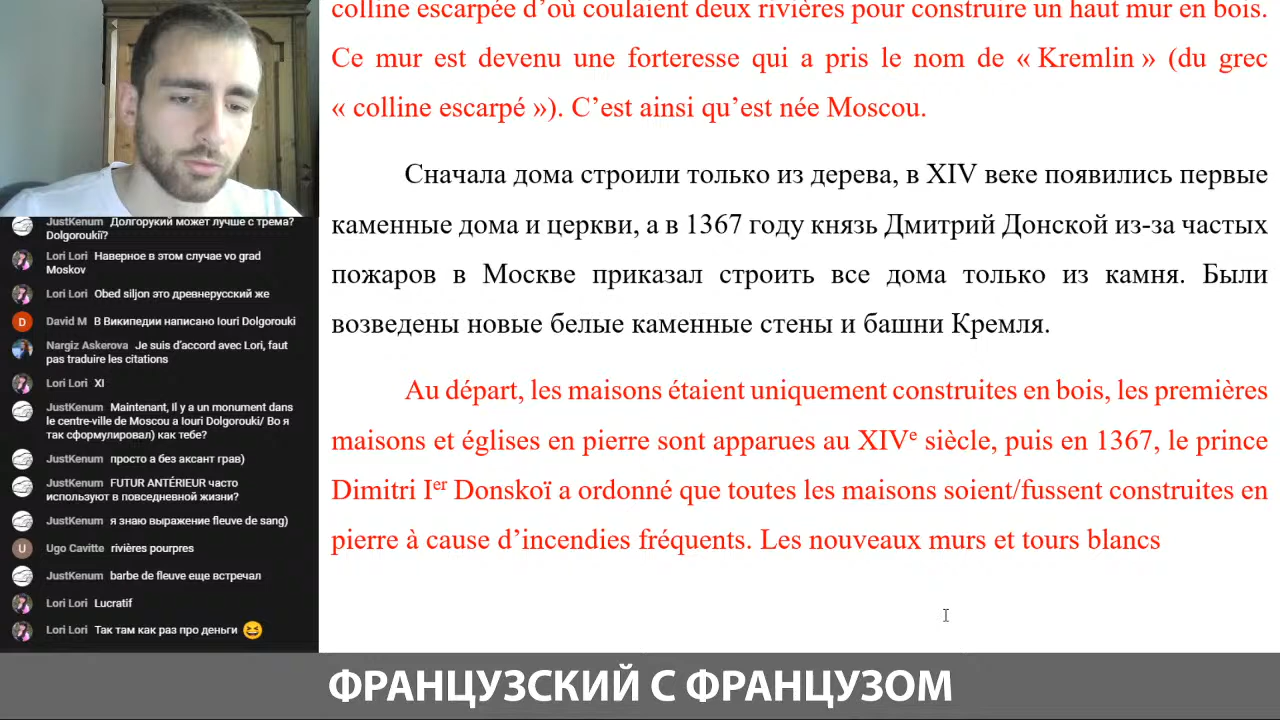 colline escarpée d’où coulaient deux rivières pour construire un haut mur en bois.
Ce mur est devenu une forteresse qui a pris le nom de « Kremlin » (du grec
« colline escarpé »). C’est ainsi qu’est née Moscou.
Сначала дома строили только из дерева, в XIV веке появились первые
каменные дома и церкви, а в 1367 году князь Дмитрий Донской из-за частых
пожаров в Москве приказал строить все дома только из камня. Были
возведены новые белые каменные стены и башни Кремля.
Au départ, les maisons étaient uniquement construites en bois, les premières
maisons et églises en pierre sont apparues au XIVᵉ siècle, puis en 1367, le prince
Dimitri Iᵉʳ Donskoï a ordonné que toutes les maisons soient/fussent construites en
pierre à cause d’incendies fréquents. Les nouveaux murs et tours blancs
JustKenum Долгорукий может лучше с трема?
Dolgoroukiï?
Lori Lori Наверное в этом случае vo grad
Moskov
Lori Lori Obed siljon это древнерусский же
David M В Википедии написано Iouri Dolgorouki
Nargiz Askerova Je suis d'accord avec Lori, faut
pas traduire les citations
Lori Lori XI
JustKenum Maintenant, Il y a un monument dans
le centre-ville de Moscou a Iouri Dolgorouki/ Во я
так сформулировал) как тебе?
JustKenum просто а без аксант грав)
JustKenum FUTUR ANTÉRIEUR часто
используют в повседневной жизни?
JustKenum я знаю выражение fleuve de sang)
U
Ugo Cavitte rivières pourpres
JustKenum barbe de fleuve еще встречал
Lori Lori Lucratif
Lori Lori Так там как раз про деньги 😆
D
ФРАНЦУЗСКИЙ С ФРАНЦУЗОМ